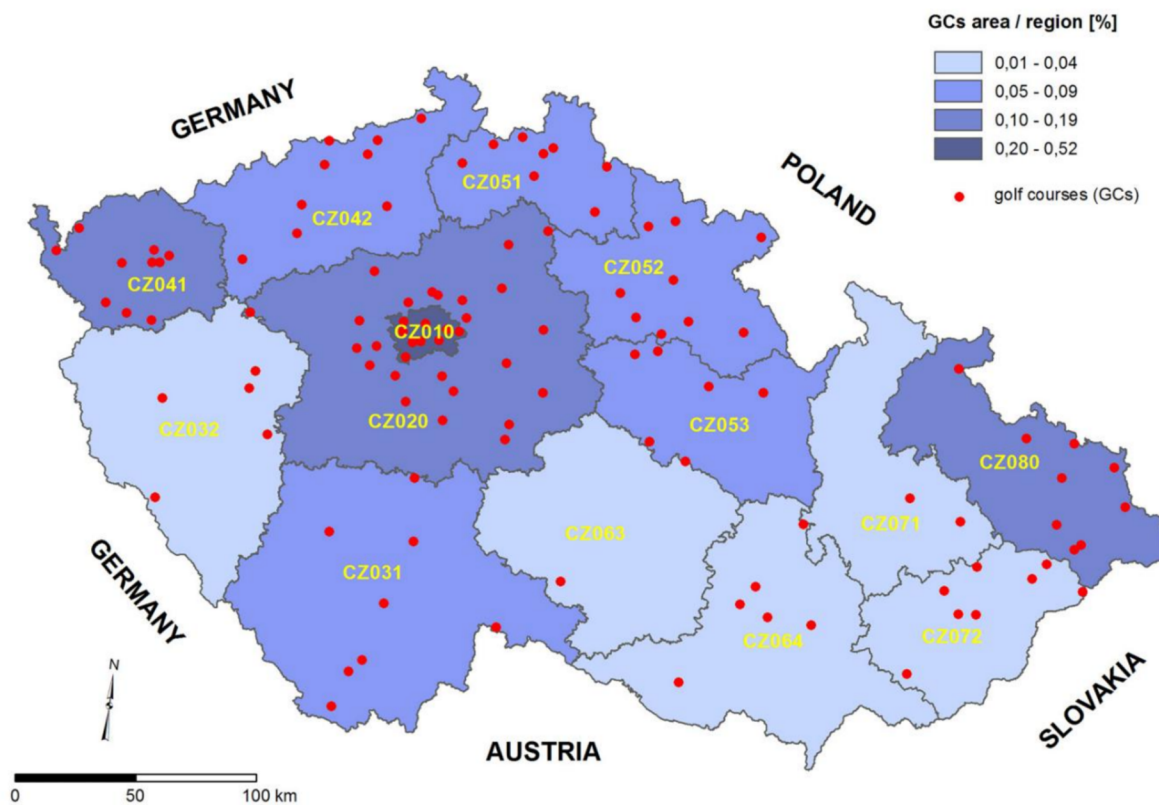 GCs area / region [%]
0,01 - 0,04
0,05 - 0,09
0,10 - 0,19
0,20 - 0,52
golf courses (GCs)
GERMANY
POLAND
CZ051
CZ042
CZ052
CZ041
CZ010
CZ020
CZ032
CZ053
CZ080
CZ071
CZ063
CZ031
CZ064
CZ072
GERMANY
SLOVAKIA
AUSTRIA
N
0 50 100 km